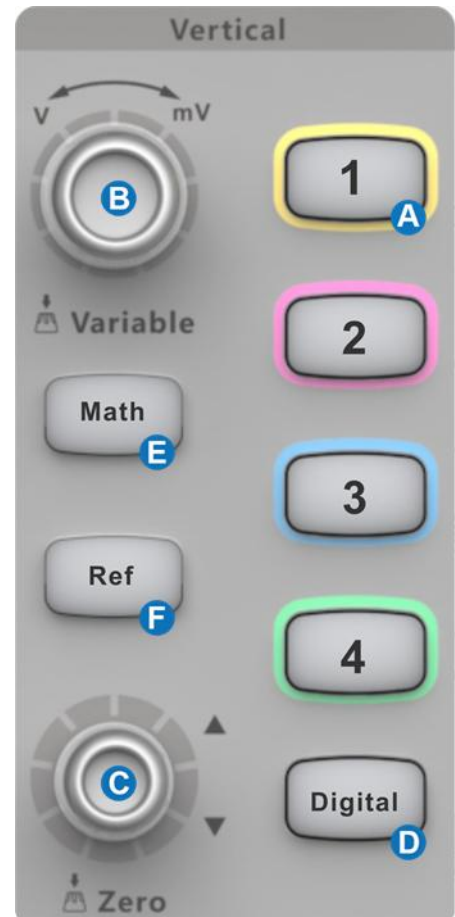 Vertical
V mV
B
1
A
Variable
2
Math
E
3
Ref
F
4
C
Digital
D
Zero